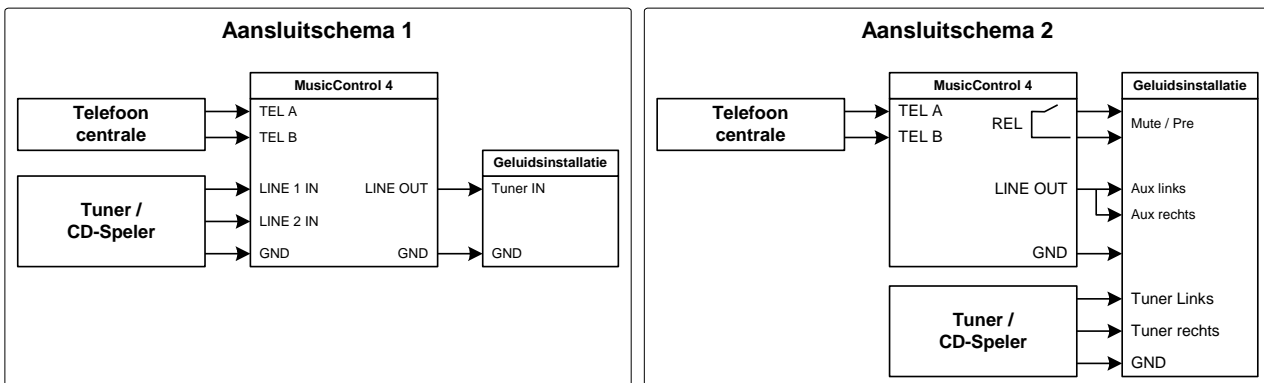 Aansluitschema 1
MusicControl 4
Telefoon
centrale
TEL A
TEL B
Geluidsinstallatie
Tuner /
CD-Speler
LINE 1 IN
LINE OUT
Tuner IN
LINE 2 IN
GND
GND
GND
Aansluitschema 2
MusicControl 4
Geluidsinstallatie
Telefoon
centrale
TEL A
TEL B
REL
Mute / Pre
LINE OUT
Aux links
Aux rechts
GND
Tuner /
CD-Speler
Tuner Links
Tuner rechts
GND